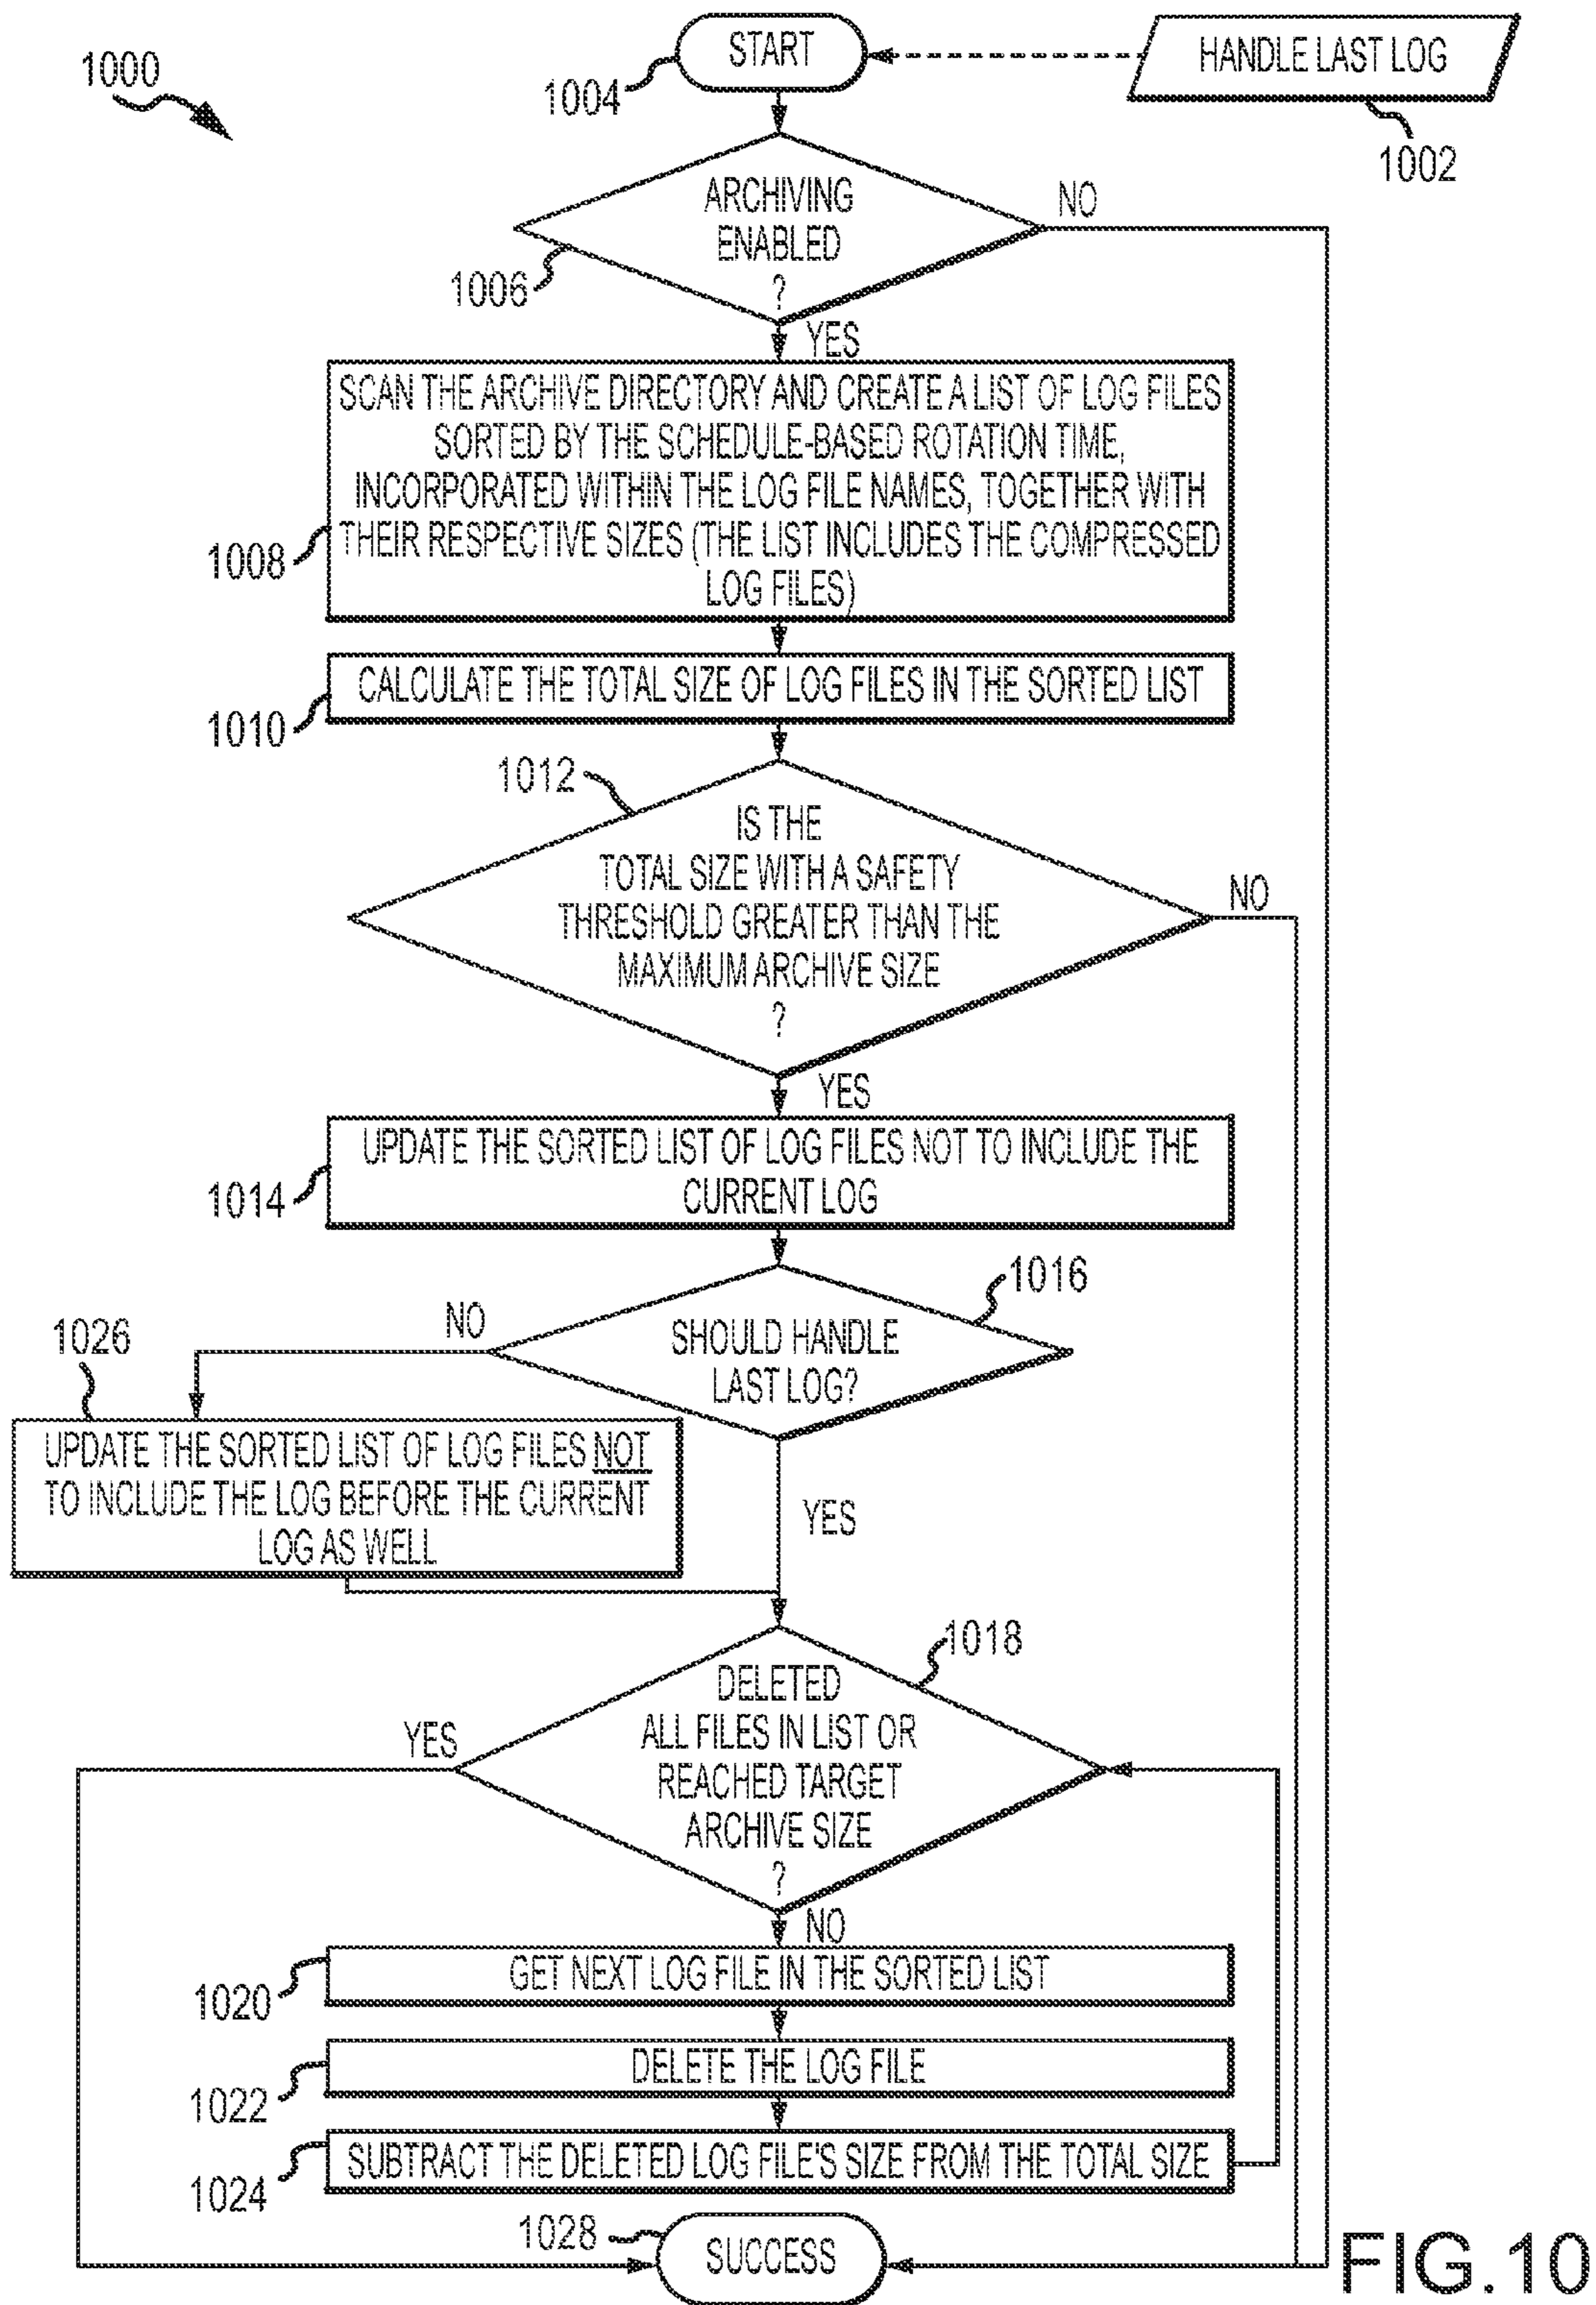 1000
START
HANDLE LAST LOG
1004
1002
ARCHIVING
ENABLED
?
NO
1006
YES
SCAN THE ARCHIVE DIRECTORY AND CREATE A LIST OF LOG FILES
SORTED BY THE SCHEDULE-BASED ROTATION TIME,
INCORPORATED WITHIN THE LOG FILE NAMES, TOGETHER WITH
THEIR RESPECTIVE SIZES (THE LIST INCLUDES THE COMPRESSED
LOG FILES)
1008
CALCULATE THE TOTAL SIZE OF LOG FILES IN THE SORTED LIST
1010
1012
IS THE
TOTAL SIZE WITH A SAFETY
THRESHOLD GREATER THAN THE
MAXIMUM ARCHIVE SIZE
?
NO
YES
UPDATE THE SORTED LIST OF LOG FILES NOT TO INCLUDE THE
CURRENT LOG
1014
1016
SHOULD HANDLE
LAST LOG?
NO
1026
UPDATE THE SORTED LIST OF LOG FILES NOT
TO INCLUDE THE LOG BEFORE THE CURRENT
LOG AS WELL
YES
1018
DELETED
ALL FILES IN LIST OR
REACHED TARGET
ARCHIVE SIZE
?
YES
NO
GET NEXT LOG FILE IN THE SORTED LIST
1020
DELETE THE LOG FILE
1022
SUBTRACT THE DELETED LOG FILE'S SIZE FROM THE TOTAL SIZE
1024
1028
SUCCESS
FIG. 10